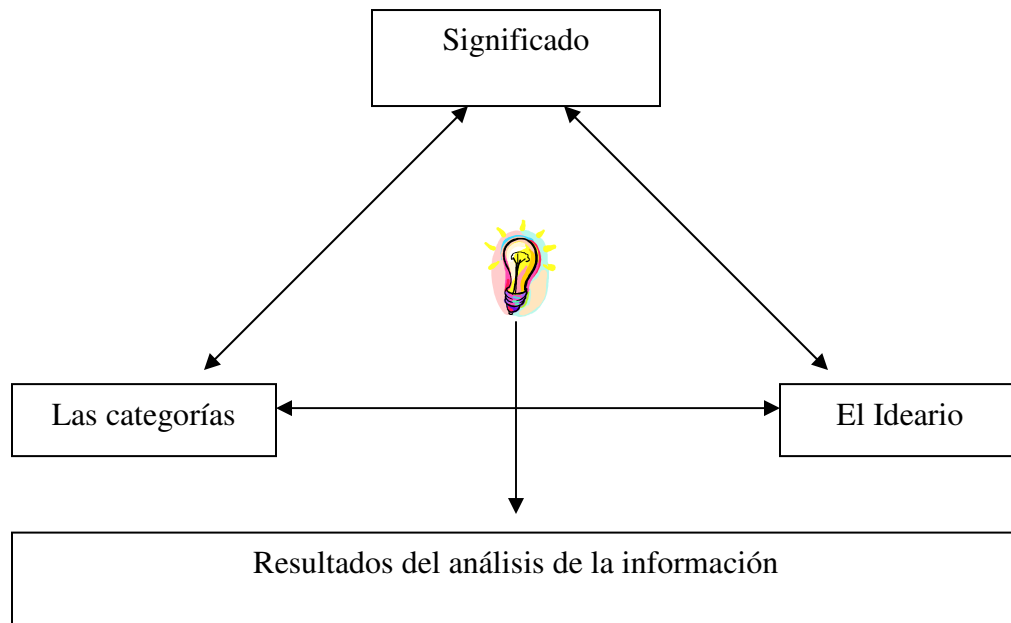 Significado
Las categorías
El Ideario
Resultados del análisis de la información